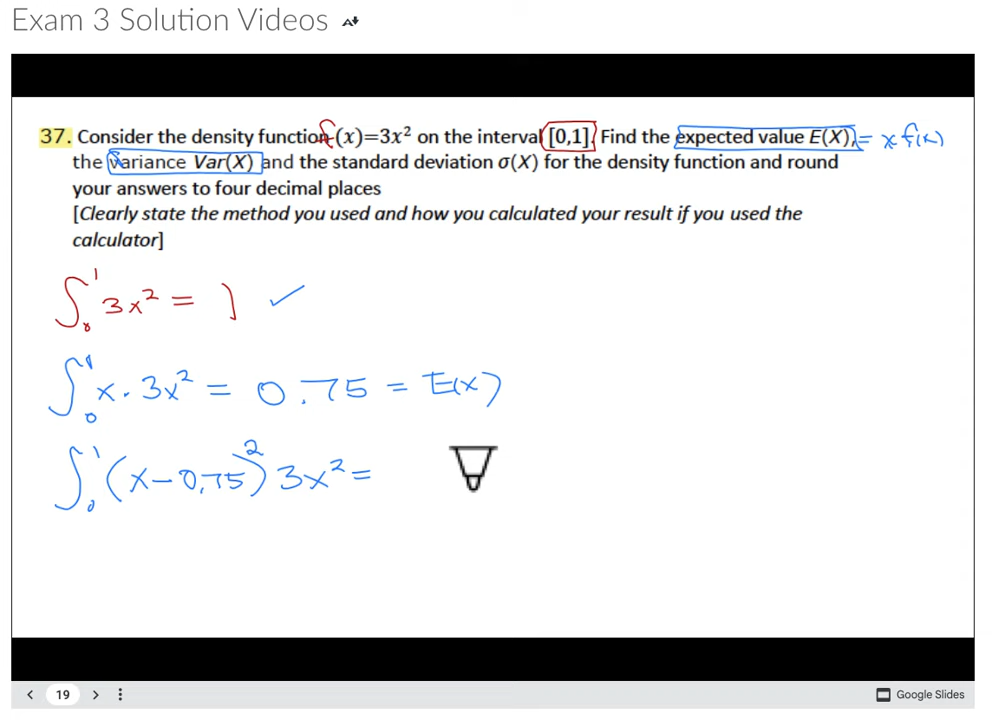 Exam 3 Solution Videos
37. Consider the density function f(x)=3x² on the interval [0,1]. Find the expected value E(X), = x f(x)
the variance Var(X) and the standard deviation σ(X) for the density function and round
your answers to four decimal places
[Clearly state the method you used and how you calculated your result if you used the
calculator]
∫₀¹ 3x² = 1 ✓
∫₀¹ x · 3x² = 0.75 = E(x)
∫₀¹ (x - 0.75)² 3x² =
19
Google Slides